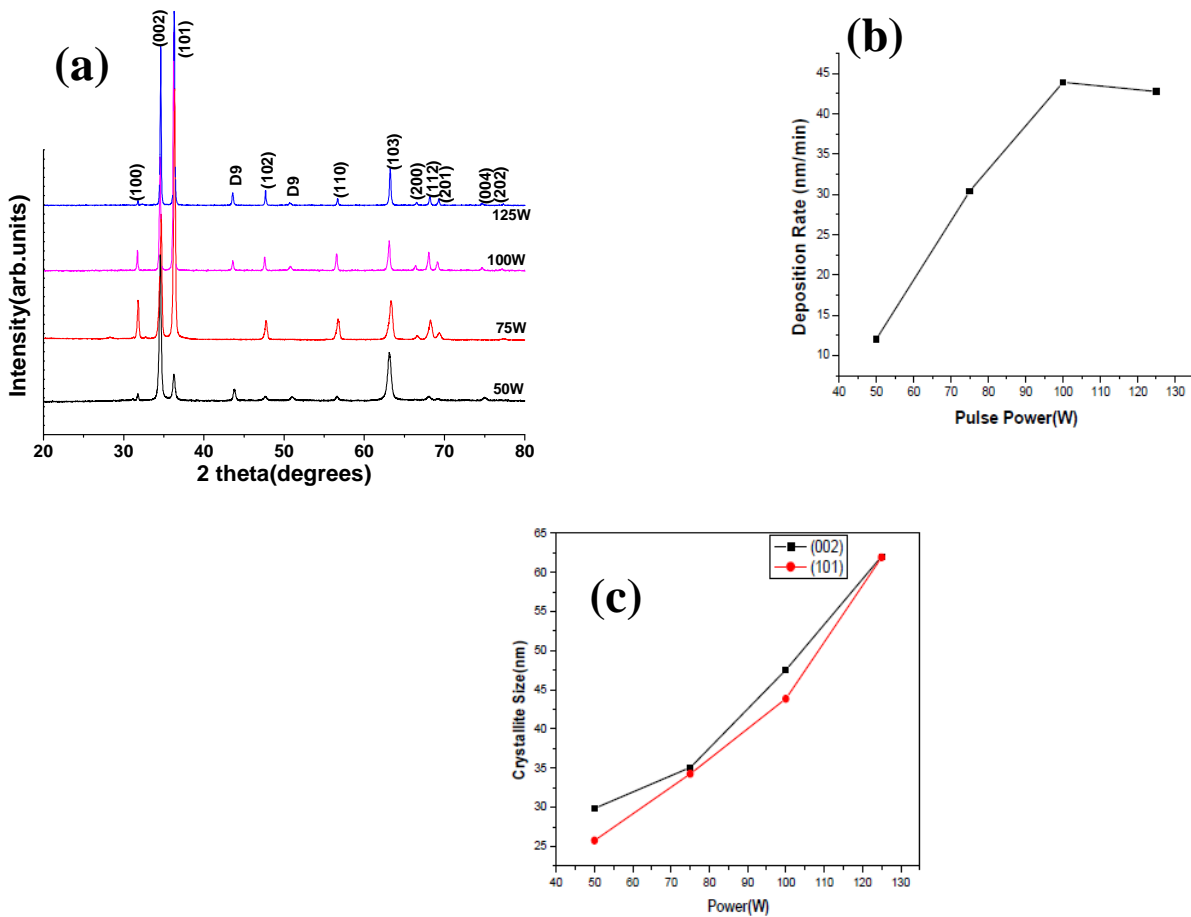 (a)
(002)
(101)
(100)
D9
(102)
D9
(110)
(103)
(200)
(112)
(201)
(004)
(202)
125W
100W
75W
50W
Intensity(arb.units)
20 30 40 50 60 70 80
2 theta(degrees)
(b)
45
40
35
30
25
20
15
10
Deposition Rate (nm/min)
40 50 60 70 80 90 100 110 120 130
Pulse Power(W)
(c)
(002)
(101)
65
60
55
50
45
40
35
30
25
Crystallite Size(nm)
40 50 60 70 80 90 100 110 120 130
Power(W)